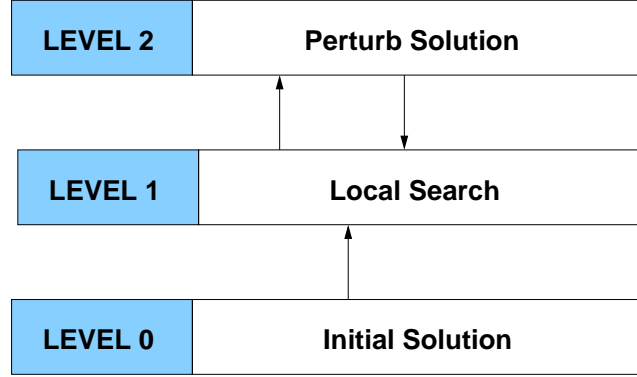 LEVEL 2 Perturb Solution
LEVEL 1 Local Search
LEVEL 0 Initial Solution